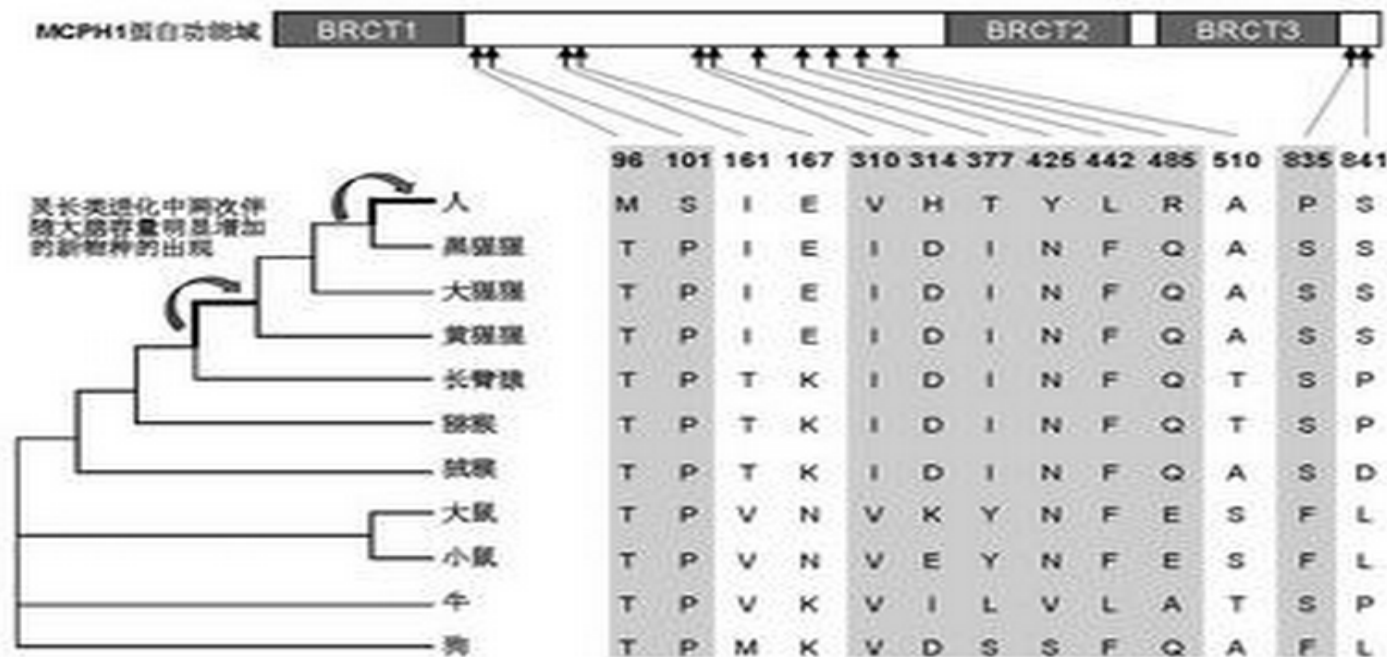 MCPH1蛋白功能域 BRCT1 BRCT2 BRCT3
96 101 161 167 310 314 377 425 442 485 510 835 841
灵长类进化中两次伴
随大脑容量明显增加
的新物种的出现
人 M S I E V H T Y L R A P S
黑猩猩 T P I E I D I N F Q A S S
大猩猩 T P I E I D I N F Q A S S
黄猩猩 T P I E I D I N F Q A S S
长臂猿 T P T K I D I N F Q T S P
猕猴 T P T K I D I N F Q T S P
绒猴 T P T K I D I N F Q A S D
大鼠 T P V N V K Y N F E S F L
小鼠 T P V N V E Y N F E S F L
牛 T P V K V I L V L A T S P
狗 T P M K V D S S F Q A F L